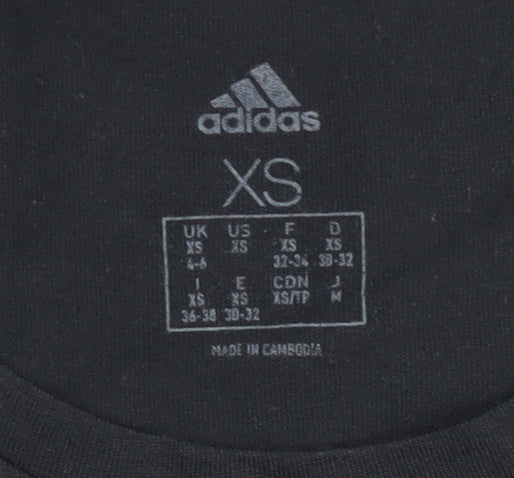 adidas
XS
UK US F D
XS XS XS XS
4-6 32-34 30-32
I E CDN J
XS XS XS/TP M
36-38 30-32
MADE IN CAMBODIA